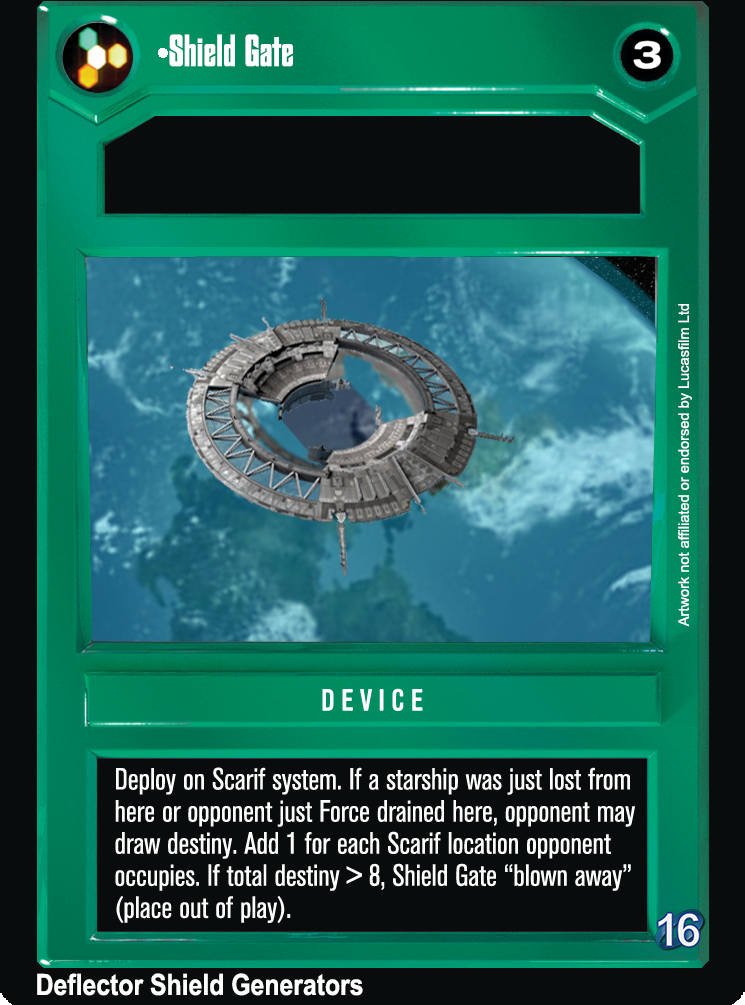 •Shield Gate
3
Artwork not affiliated or endorsed by Lucasfilm Ltd
DEVICE
Deploy on Scarif system. If a starship was just lost from
here or opponent just Force drained here, opponent may
draw destiny. Add 1 for each Scarif location opponent
occupies. If total destiny > 8, Shield Gate “blown away”
(place out of play).
16
Deflector Shield Generators